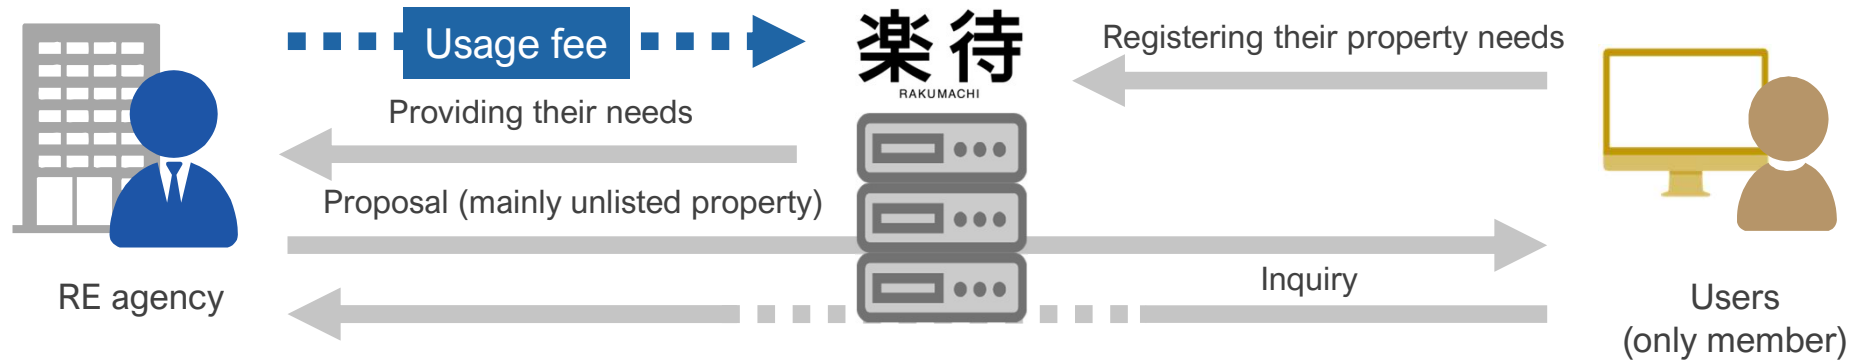 Usage fee
楽待
RAKUMACHI
Registering their property needs
Providing their needs
Proposal (mainly unlisted property)
Inquiry
RE agency
Users
(only member)